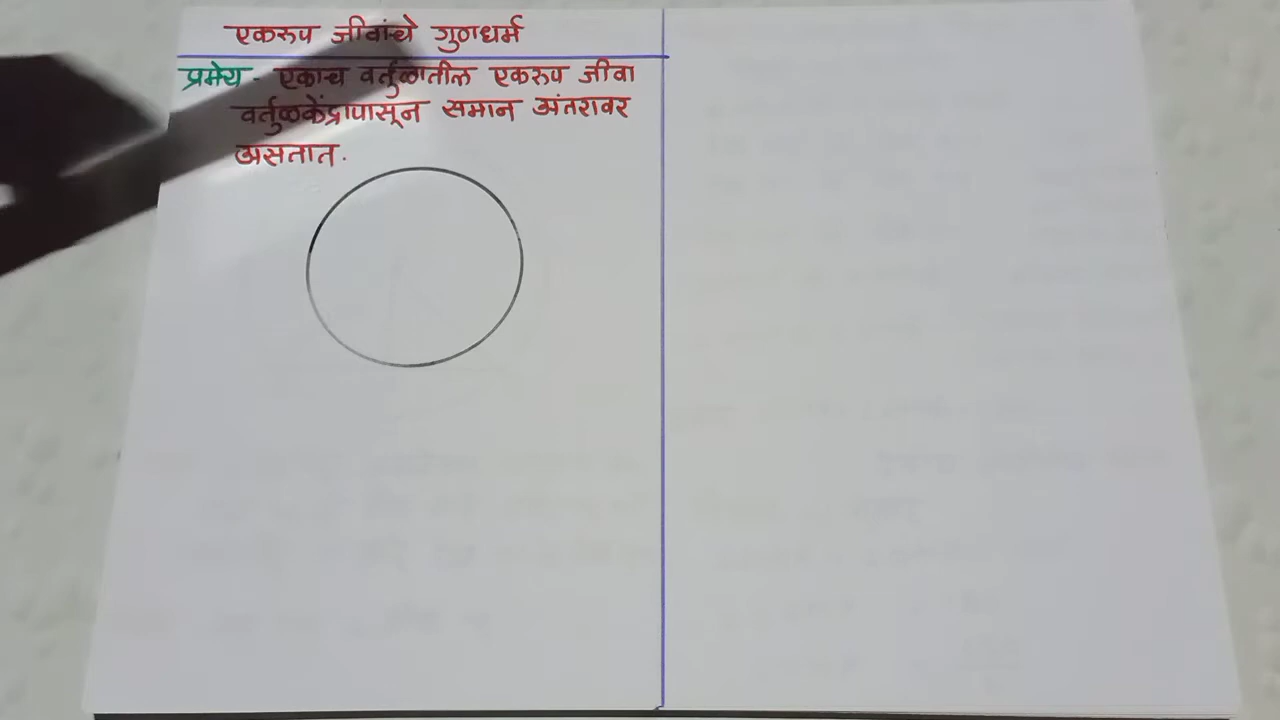 एकरूप जीवांचे गुणधर्म
प्रमेय - एकाच वर्तुळातील एकरूप जीवा
वर्तुळकेंद्रापासून समान अंतरावर
असतात.